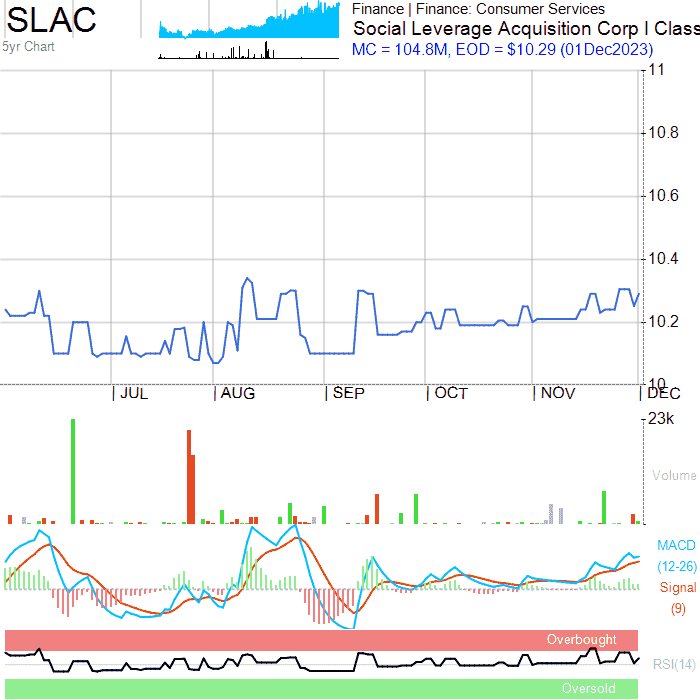 SLAC
5yr Chart
Finance | Finance: Consumer Services
Social Leverage Acquisition Corp I Class
MC = 104.8M, EOD = $10.29 (01Dec2023)
11
10.8
10.6
10.4
10.2
10
JUL
AUG
SEP
OCT
NOV
DEC
23k
Volume
MACD
(12-26)
Signal
(9)
Overbought
RSI(14)
Oversold